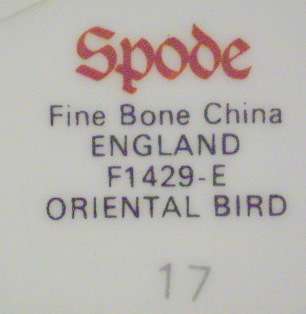 Spode
Fine Bone China
ENGLAND
F1429-E
ORIENTAL BIRD
17